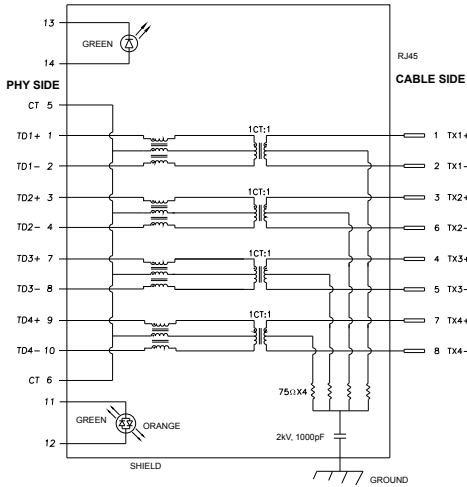 13
GREEN
14
RJ45
PHY SIDE
CABLE SIDE
CT 5
TD1+ 1
1CT:1
1 TX1+
TD1- 2
2 TX1-
TD2+ 3
1CT:1
3 TX2+
TD2- 4
6 TX2-
TD3+ 7
1CT:1
4 TX3+
TD3- 8
5 TX3-
TD4+ 9
1CT:1
7 TX4+
TD4- 10
8 TX4-
CT 6
75ΩX4
11
GREEN
ORANGE
12
2kV, 1000pF
SHIELD
GROUND